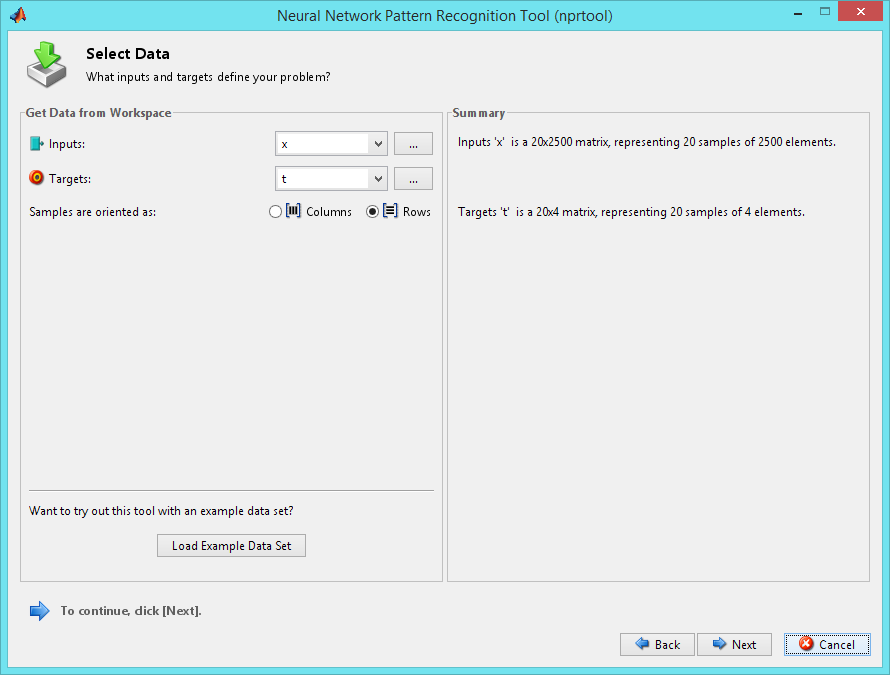 Neural Network Pattern Recognition Tool (nprtool)
Select Data
What inputs and targets define your problem?
Get Data from Workspace
Inputs:
x
...
Targets:
t
...
Samples are oriented as:
Columns
Rows
Want to try out this tool with an example data set?
Load Example Data Set
Summary
Inputs 'x' is a 20x2500 matrix, representing 20 samples of 2500 elements.
Targets 't' is a 20x4 matrix, representing 20 samples of 4 elements.
To continue, click [Next].
Back
Next
Cancel